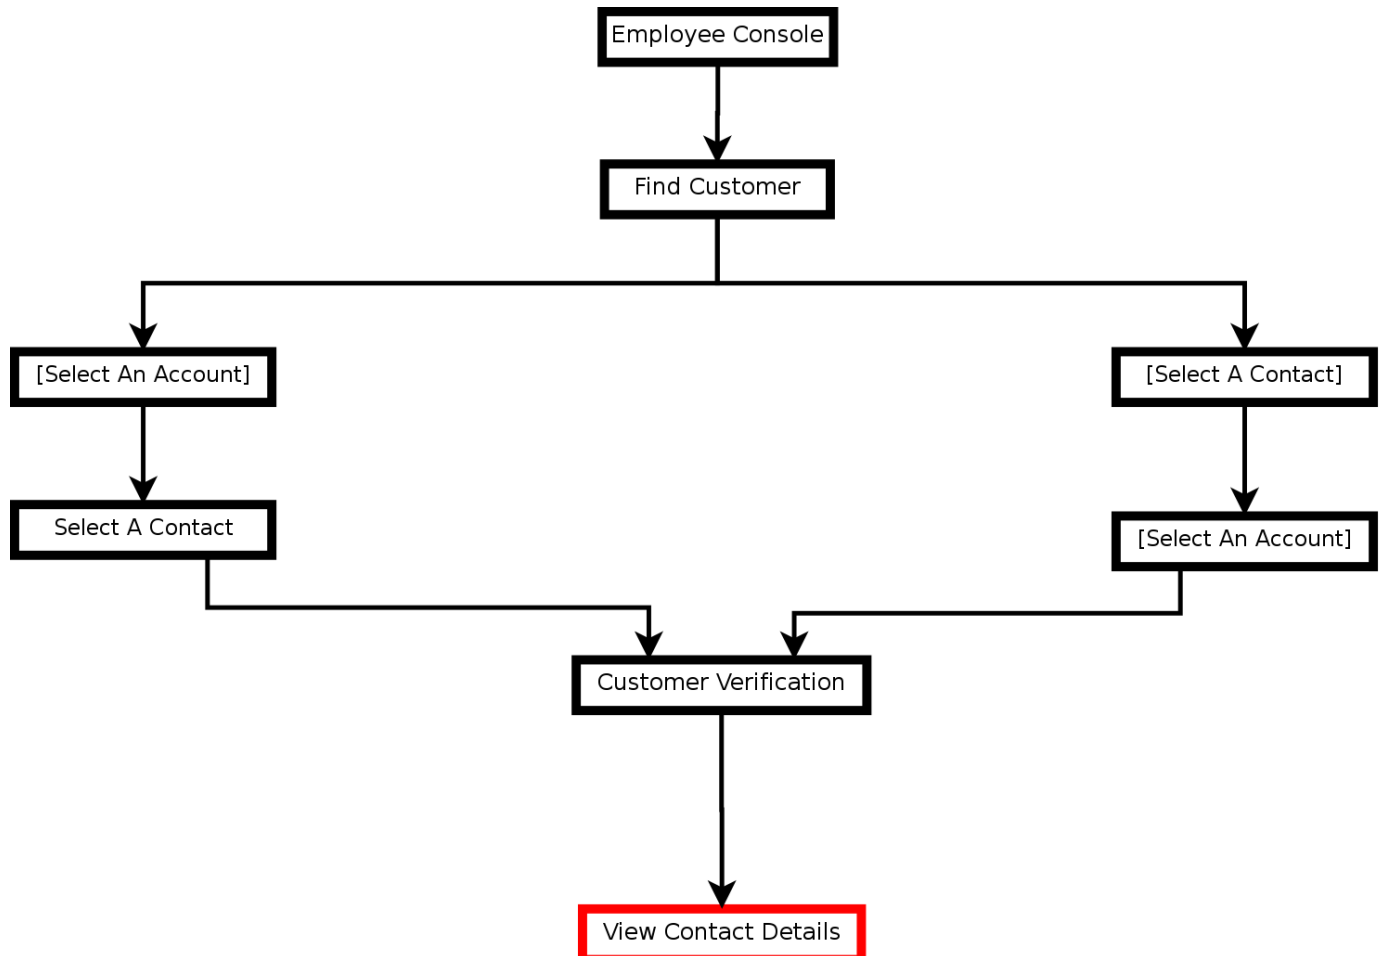 Employee Console
Find Customer
[Select An Account]
[Select A Contact]
Select A Contact
[Select An Account]
Customer Verification
View Contact Details